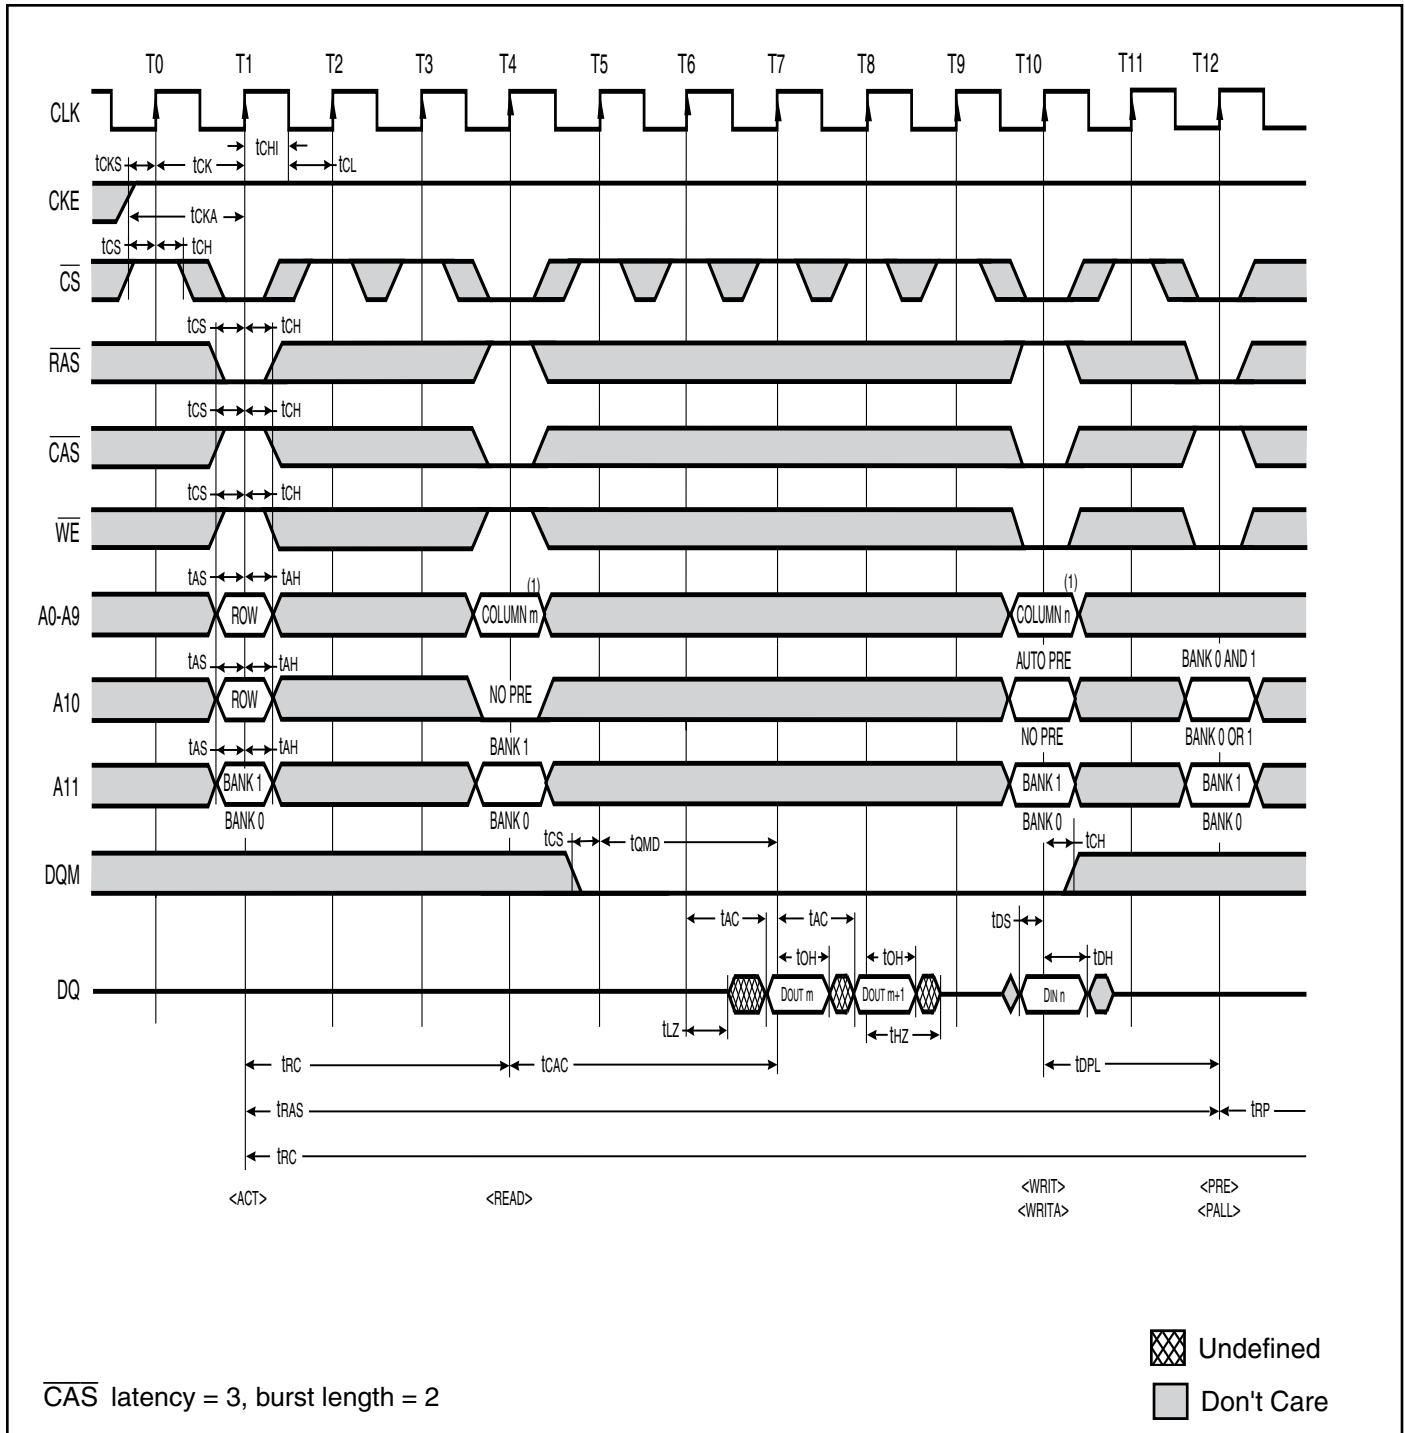 T0 T1 T2 T3 T4 T5 T6 T7 T8 T9 T10 T11 T12
CLK
tCHI
tCKS tCK tCL
CKE
tCKA
tCS tCH
CS
tCS tCH
RAS
tCS tCH
CAS
tCS tCH
WE
tAS tAH (1) (1)
A0-A9 ROW COLUMN m COLUMN n
tAS tAH AUTO PRE BANK 0 AND 1
A10 ROW NO PRE
NO PRE BANK 0 OR 1
tAS tAH BANK 1
A11 BANK 1 BANK 1 BANK 1
BANK 0 BANK 0 BANK 0 BANK 0
tCS tQMD tCH
DQM
tAC tAC tDS
tOH tOH tDH
DQ DOUT m DOUT m+1 DIN n
tLZ tHZ
tRC tCAC tDPL
tRAS tRP
tRC
<ACT> <READ> <WRIT> <PRE>
<WRITA> <PALL>
Undefined
CAS latency = 3, burst length = 2
Don't Care